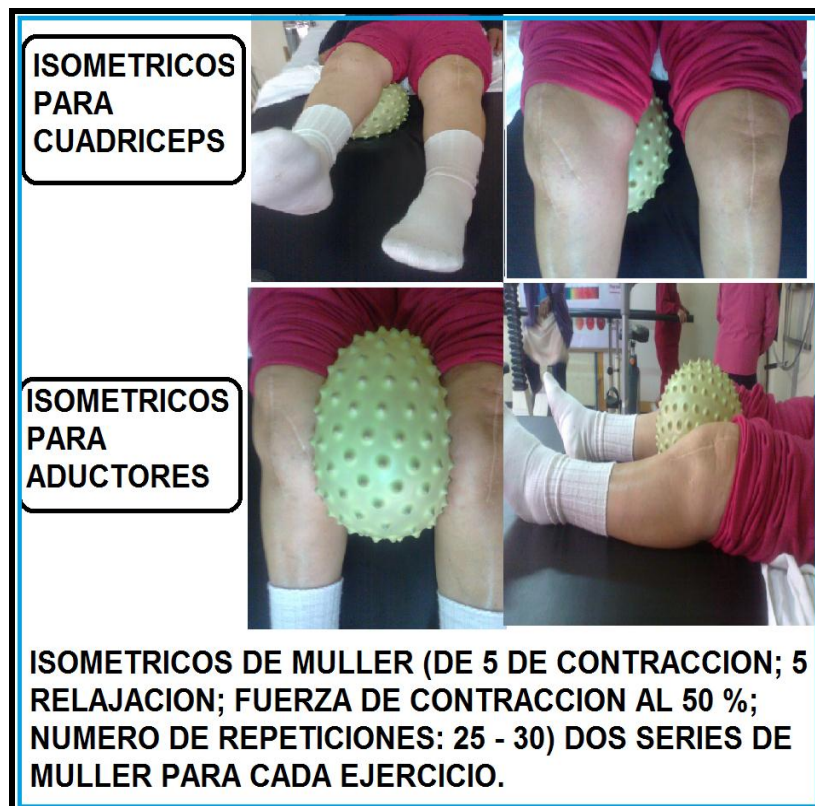 ISOMETRICOS
PARA
CUADRICEPS
ISOMETRICOS
PARA
ADUCTORES
ISOMETRICOS DE MULLER (DE 5 DE CONTRACCION; 5
RELAJACION; FUERZA DE CONTRACCION AL 50 %;
NUMERO DE REPETICIONES: 25 - 30) DOS SERIES DE
MULLER PARA CADA EJERCICIO.